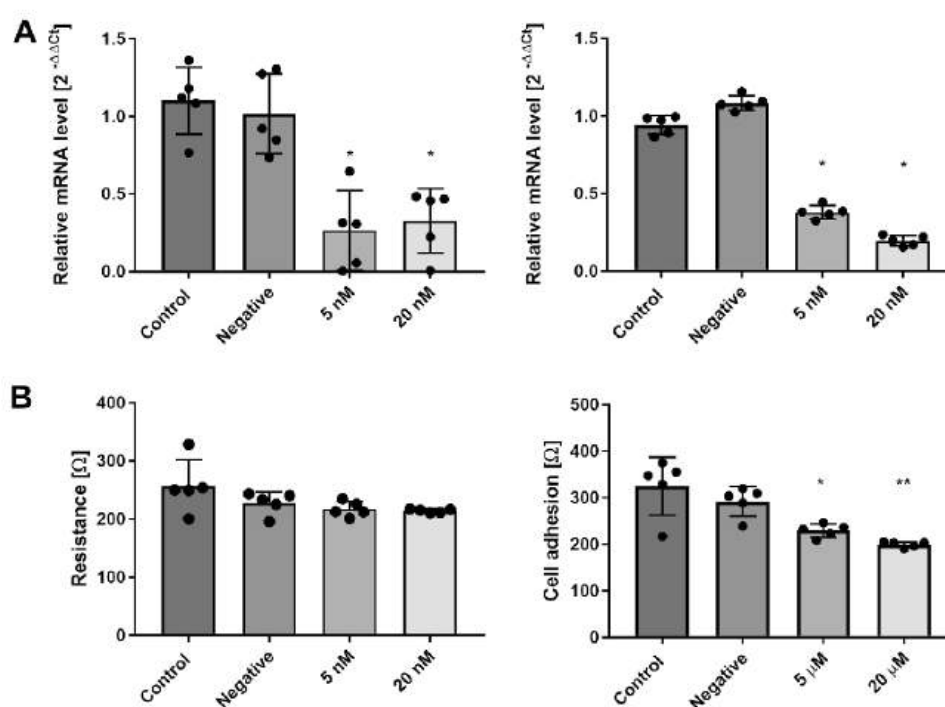 A
Relative mRNA level [2 -ΔΔCt]
1.5
1.0
0.5
0.0
*
*
Control
Negative
5 nM
20 nM
Relative mRNA level [2 -ΔΔCt]
1.5
1.0
0.5
0.0
*
*
Control
Negative
5 nM
20 nM
B
Resistance [Ω]
400
300
200
100
0
Control
Negative
5 nM
20 nM
Cell adhesion [Ω]
500
400
300
200
100
0
*
**
Control
Negative
5 μM
20 μM